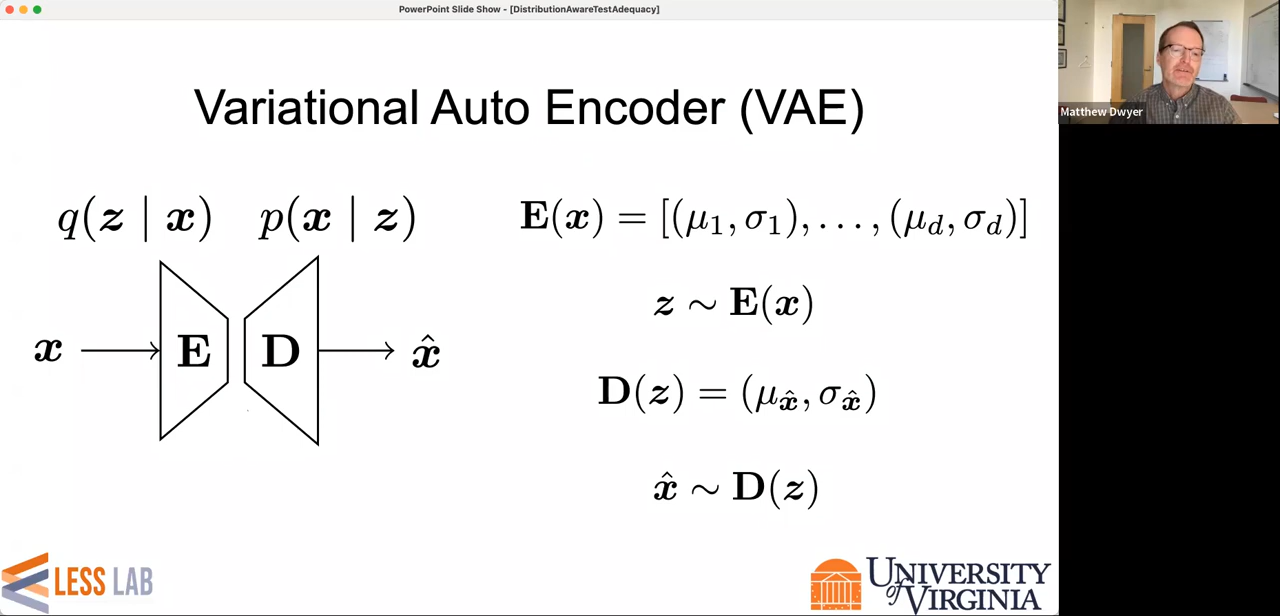 PowerPoint Slide Show - [DistributionAwareTestAdequacy]
Variational Auto Encoder (VAE)
q(z | x) p(x | z)
E(x) = [(μ₁, σ₁), . . . , (μ_d, σ_d)]
z ∼ E(x)
x E D x̂
D(z) = (μ_x̂, σ_x̂)
x̂ ∼ D(z)
LESS LAB
UNIVERSITY
of VIRGINIA
Matthew Dwyer